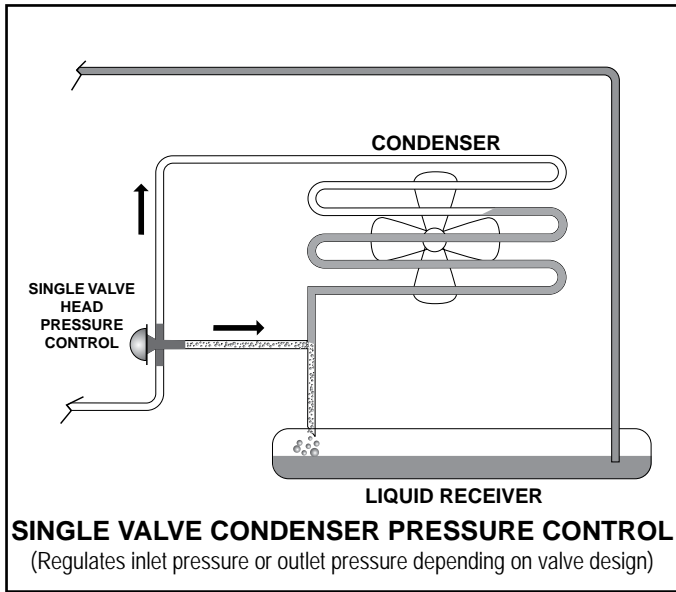 CONDENSER
SINGLE VALVE
HEAD
PRESSURE
CONTROL
LIQUID RECEIVER
SINGLE VALVE CONDENSER PRESSURE CONTROL
(Regulates inlet pressure or outlet pressure depending on valve design)